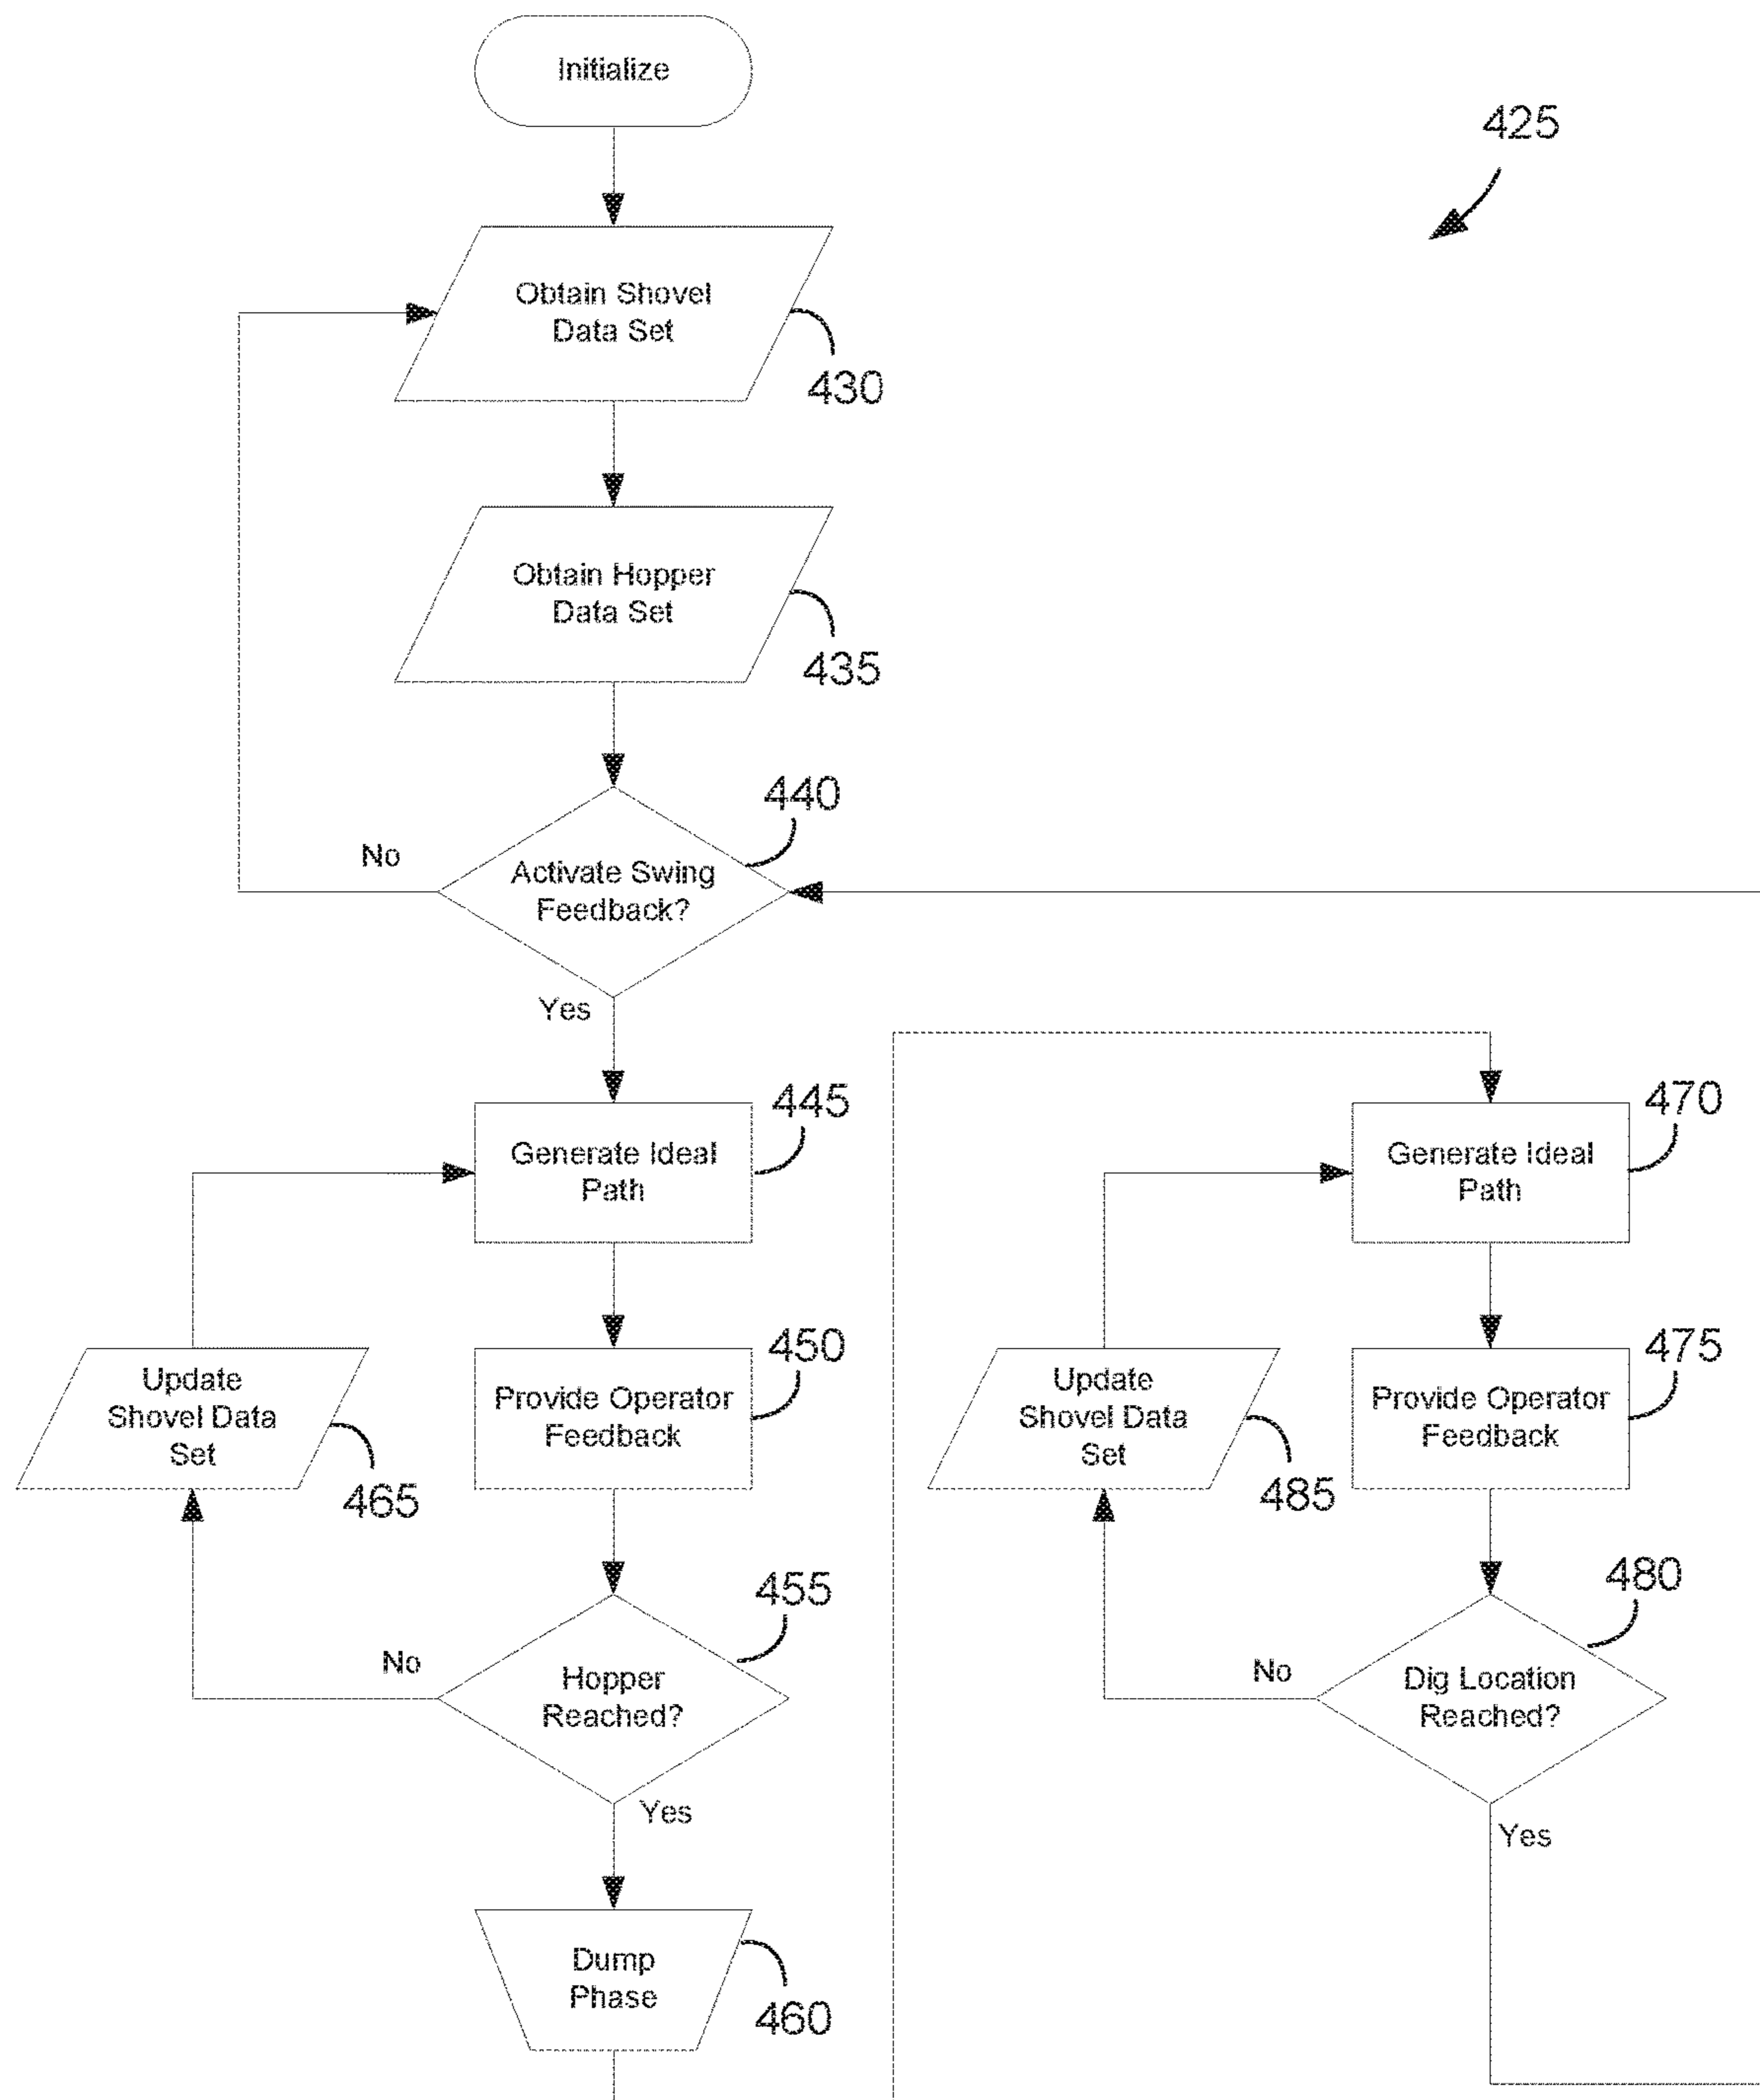 Initialize
425
Obtain Shovel
Data Set
430
Obtain Hopper
Data Set
435
440
No
Activate Swing
Feedback?
Yes
445
Generate Ideal
Path
450
Provide Operator
Feedback
Update
Shovel Data
Set
465
455
No
Hopper
Reached?
Yes
Dump
Phase
460
470
Generate Ideal
Path
475
Provide Operator
Feedback
Update
Shovel Data
Set
485
480
No
Dig Location
Reached?
Yes